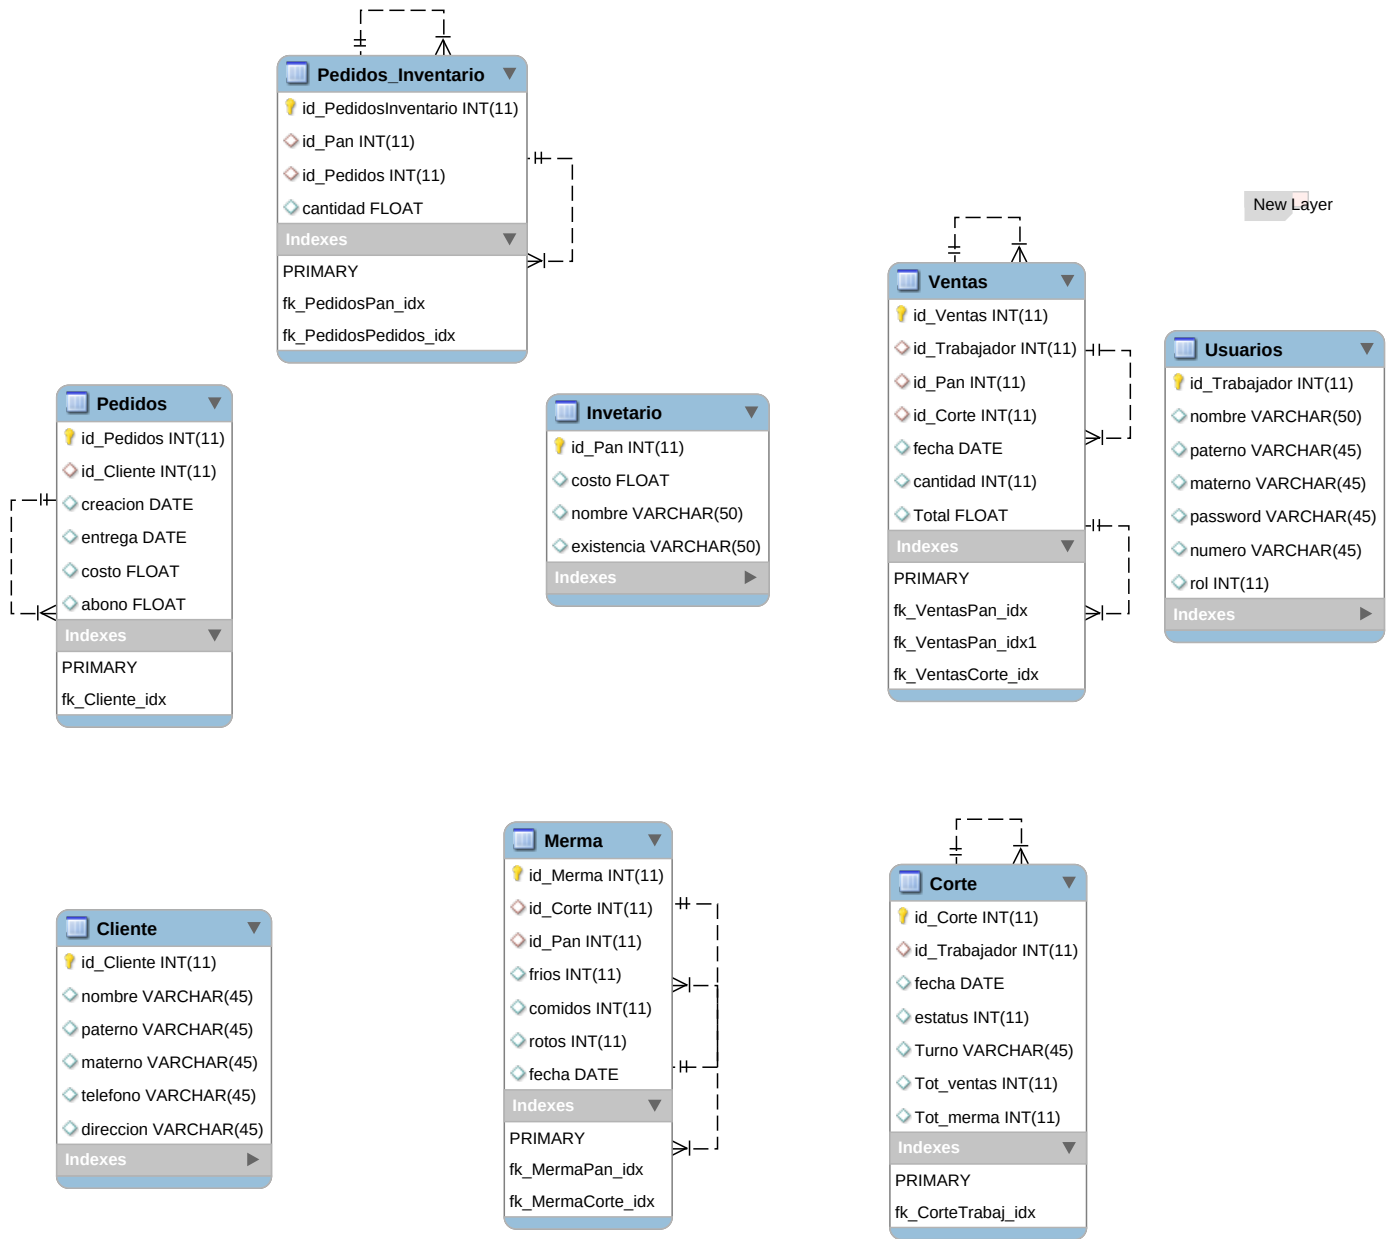 Pedidos_Inventario
id_PedidosInventario INT(11)
id_Pan INT(11)
id_Pedidos INT(11)
cantidad FLOAT
Indexes
PRIMARY
fk_PedidosPan_idx
fk_PedidosPedidos_idx
New Layer
Ventas
id_Ventas INT(11)
id_Trabajador INT(11)
id_Pan INT(11)
id_Corte INT(11)
fecha DATE
cantidad INT(11)
Total FLOAT
Indexes
PRIMARY
fk_VentasPan_idx
fk_VentasPan_idx1
fk_VentasCorte_idx
Usuarios
id_Trabajador INT(11)
nombre VARCHAR(50)
paterno VARCHAR(45)
materno VARCHAR(45)
password VARCHAR(45)
numero VARCHAR(45)
rol INT(11)
Indexes
Pedidos
id_Pedidos INT(11)
id_Cliente INT(11)
creacion DATE
entrega DATE
costo FLOAT
abono FLOAT
Indexes
PRIMARY
fk_Cliente_idx
Invetario
id_Pan INT(11)
costo FLOAT
nombre VARCHAR(50)
existencia VARCHAR(50)
Indexes
Cliente
id_Cliente INT(11)
nombre VARCHAR(45)
paterno VARCHAR(45)
materno VARCHAR(45)
telefono VARCHAR(45)
direccion VARCHAR(45)
Indexes
Merma
id_Merma INT(11)
id_Corte INT(11)
id_Pan INT(11)
frios INT(11)
comidos INT(11)
rotos INT(11)
fecha DATE
Indexes
PRIMARY
fk_MermaPan_idx
fk_MermaCorte_idx
Corte
id_Corte INT(11)
id_Trabajador INT(11)
fecha DATE
estatus INT(11)
Turno VARCHAR(45)
Tot_ventas INT(11)
Tot_merma INT(11)
Indexes
PRIMARY
fk_CorteTrabaj_idx